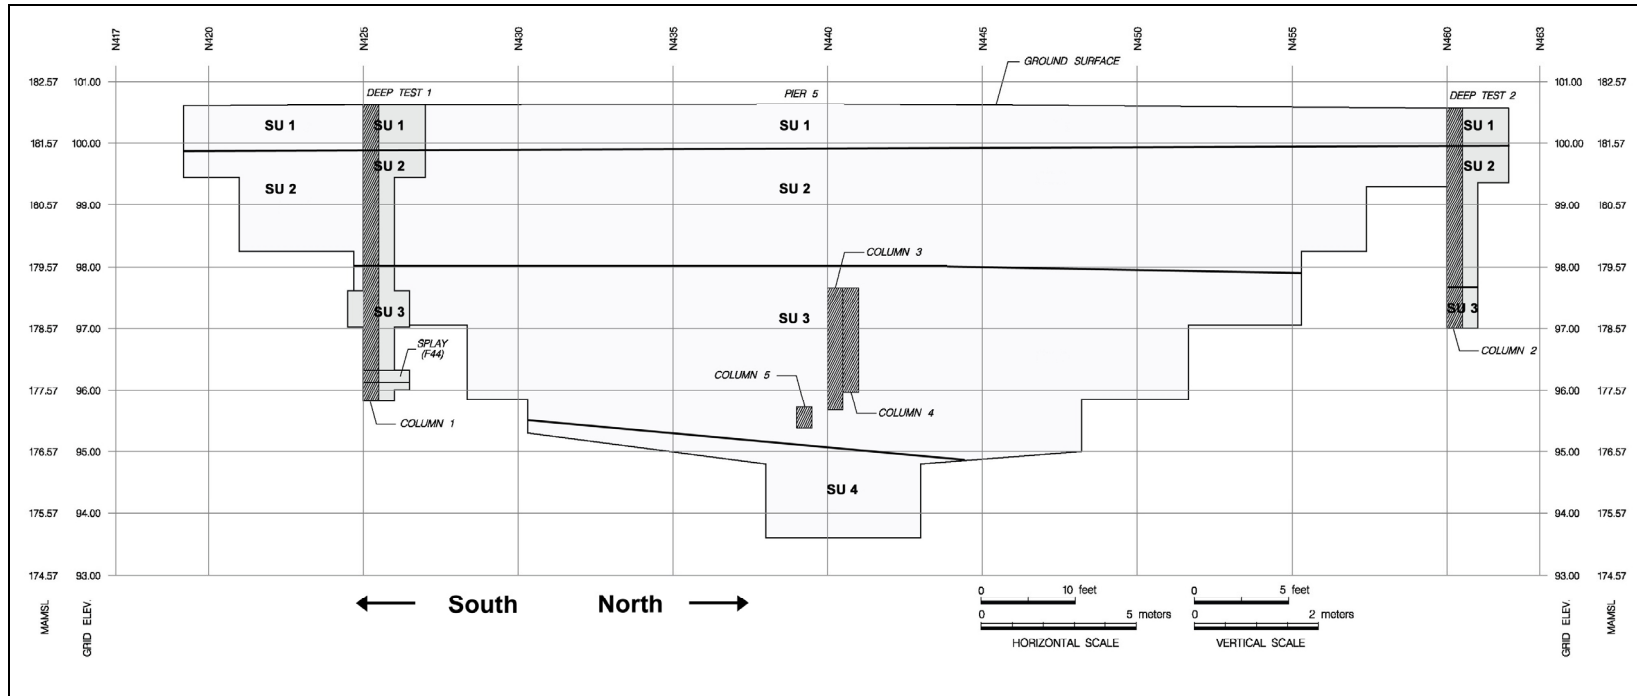 N417 N420 N425 N430 N435 N440 N445 N450 N455 N460 N463
GROUND SURFACE
182.57 101.00 101.00 182.57
DEEP TEST 1 PIER 5 DEEP TEST 2
SU 1 SU 1 SU 1 SU 1
181.57 100.00 100.00 181.57
SU 2 SU 2
SU 2 SU 2
180.57 99.00 99.00 180.57
COLUMN 3
179.57 98.00 98.00 179.57
SU 3 SU 3 SU 3
178.57 97.00 97.00 178.57
SPLAY
(F44)
COLUMN 2
COLUMN 5
177.57 96.00 96.00 177.57
COLUMN 4
COLUMN 1
176.57 95.00 95.00 176.57
SU 4
175.57 94.00 94.00 175.57
174.57 93.00 93.00 174.57
South North
0 10 feet 0 5 feet
0 5 meters 0 2 meters
HORIZONTAL SCALE VERTICAL SCALE
MAMSL GRID ELEV. GRID ELEV. MAMSL